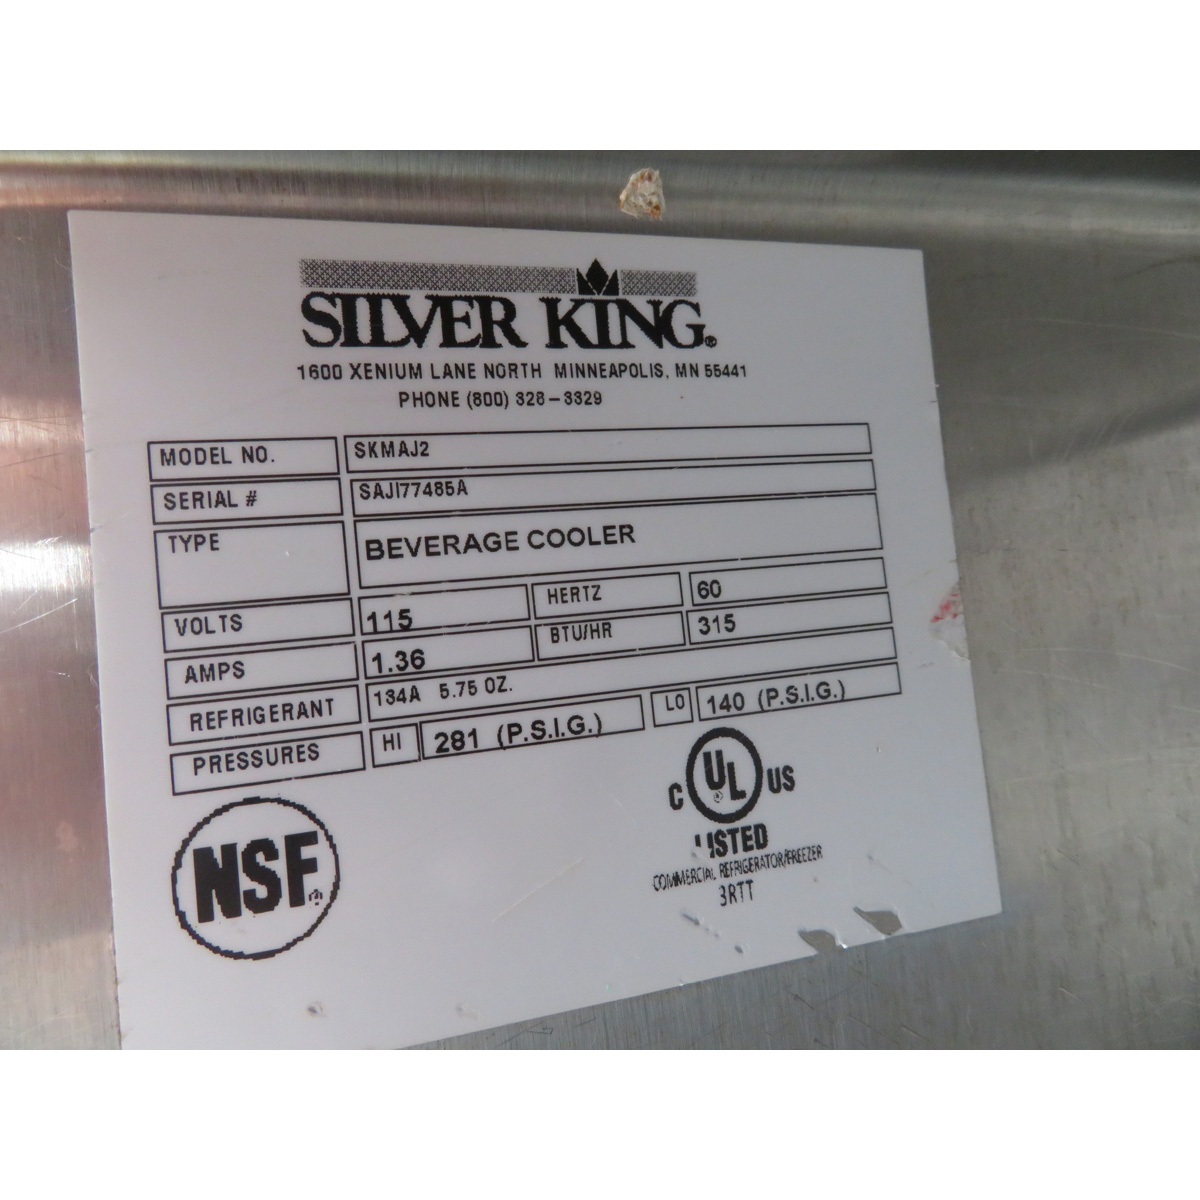 SILVER KING®
1600 XENIUM LANE NORTH MINNEAPOLIS, MN 55441
PHONE (800) 328-3329
MODEL NO. SKMAJ2
SERIAL # SAJI77485A
TYPE BEVERAGE COOLER
VOLTS 115 HERTZ 60
AMPS 1.36 BTU/HR 315
REFRIGERANT 134A 5.75 OZ.
PRESSURES HI 281 (P.S.I.G.) LO 140 (P.S.I.G.)
NSF®
C UL® US
LISTED
COMMERCIAL REFRIGERATOR/FREEZER
3RTT